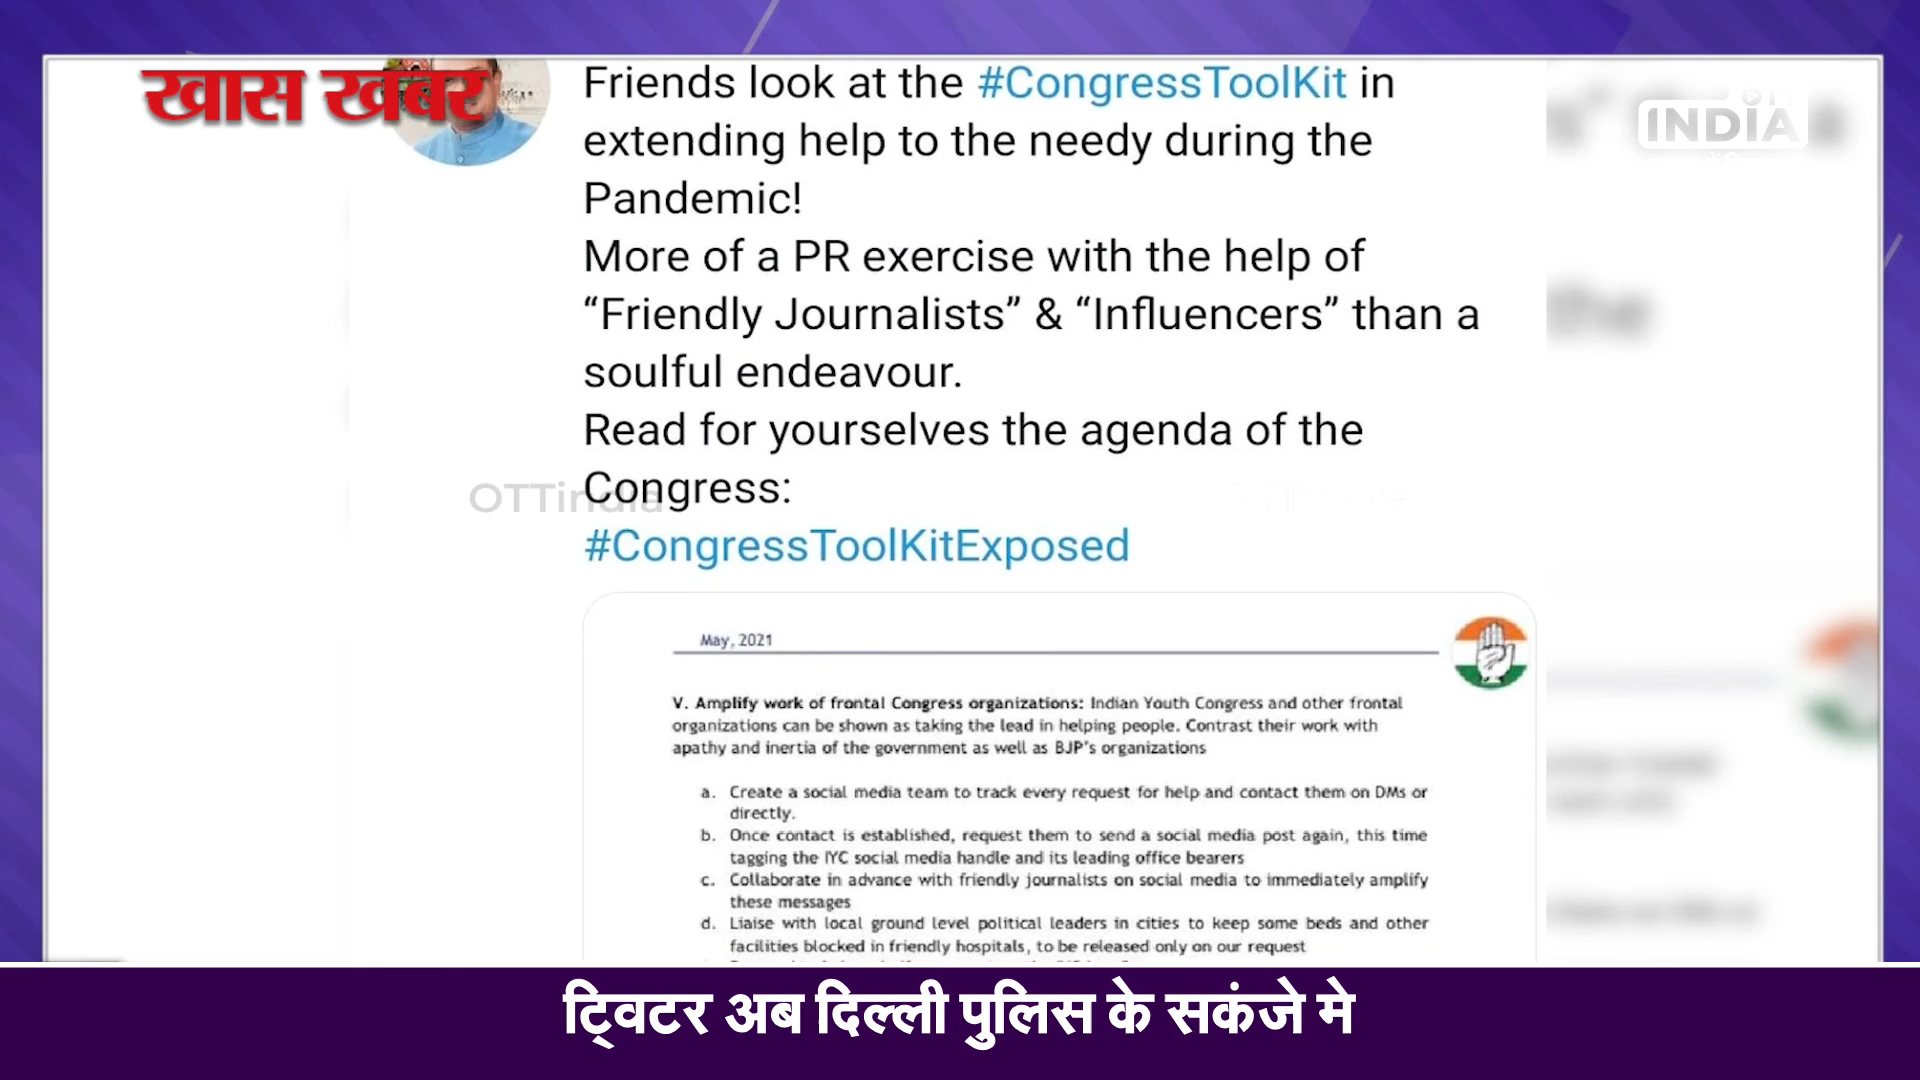 खास खबर
INDIA
Friends look at the #CongressToolKit in
extending help to the needy during the
Pandemic!
More of a PR exercise with the help of
“Friendly Journalists” & “Influencers” than a
soulful endeavour.
Read for yourselves the agenda of the
Congress:
OTTindia
#CongressToolKitExposed
May, 2021
V. Amplify work of frontal Congress organizations: Indian Youth Congress and other frontal
organizations can be shown as taking the lead in helping people. Contrast their work with
apathy and inertia of the government as well as BJP's organizations
a. Create a social media team to track every request for help and contact them on DMs or
directly.
b. Once contact is established, request them to send a social media post again, this time
tagging the IYC social media handle and its leading office bearers
c. Collaborate in advance with friendly journalists on social media to immediately amplify
these messages
d. Liaise with local ground level political leaders in cities to keep some beds and other
facilities blocked in friendly hospitals, to be released only on our request
ट्विटर अब दिल्ली पुलिस के सकंजे मे